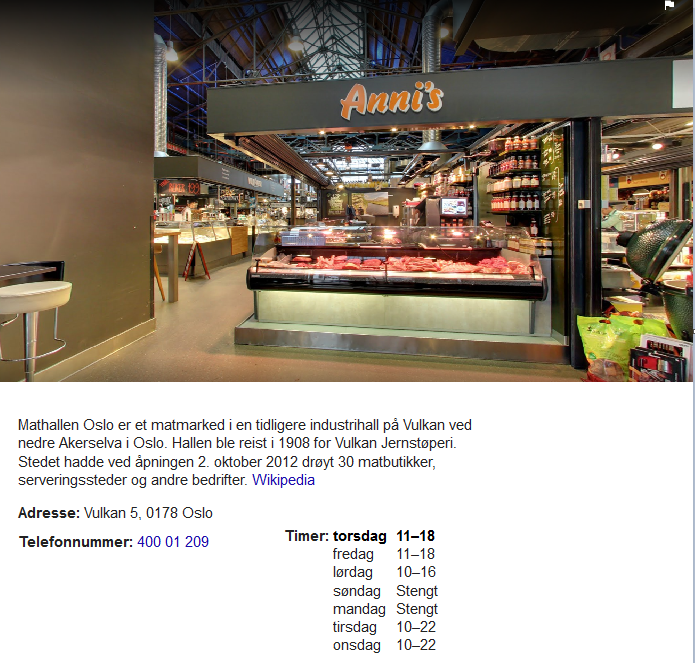 Anni's
Mathallen Oslo er et matmarked i en tidligere industrihall på Vulkan ved
nedre Akerselva i Oslo. Hallen ble reist i 1908 for Vulkan Jernstøperi.
Stedet hadde ved åpningen 2. oktober 2012 drøyt 30 matbutikker,
serveringssteder og andre bedrifter. Wikipedia
Adresse: Vulkan 5, 0178 Oslo
Telefonnummer: 400 01 209
Timer: torsdag 11–18
fredag 11–18
lørdag 10–16
søndag Stengt
mandag Stengt
tirsdag 10–22
onsdag 10–22